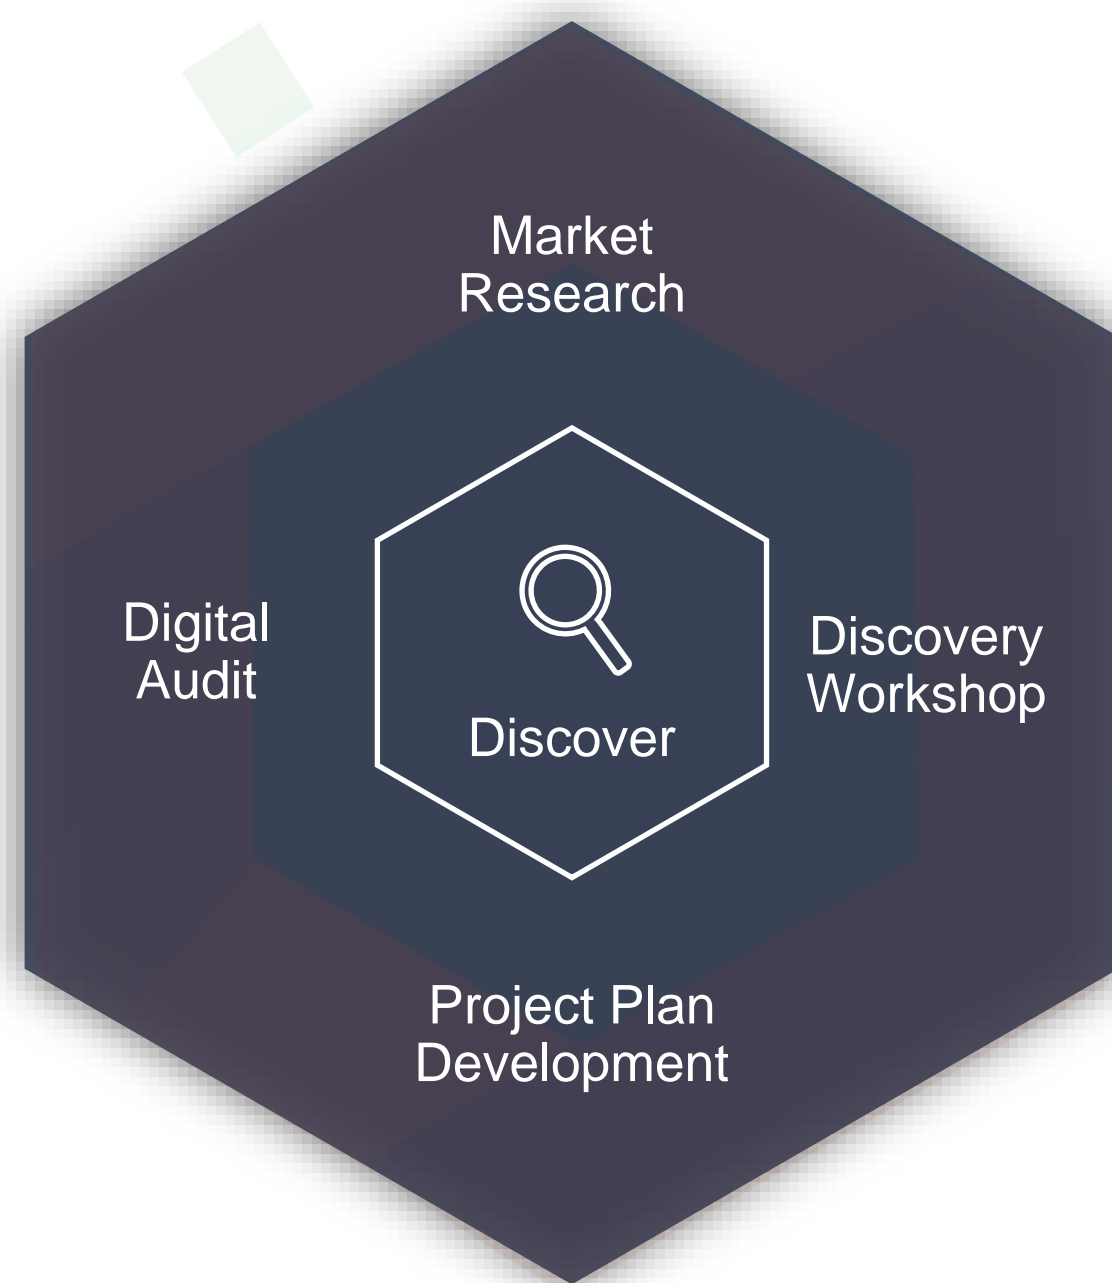 Market
Research
Digital
Audit
Discover
Discovery
Workshop
Project Plan
Development